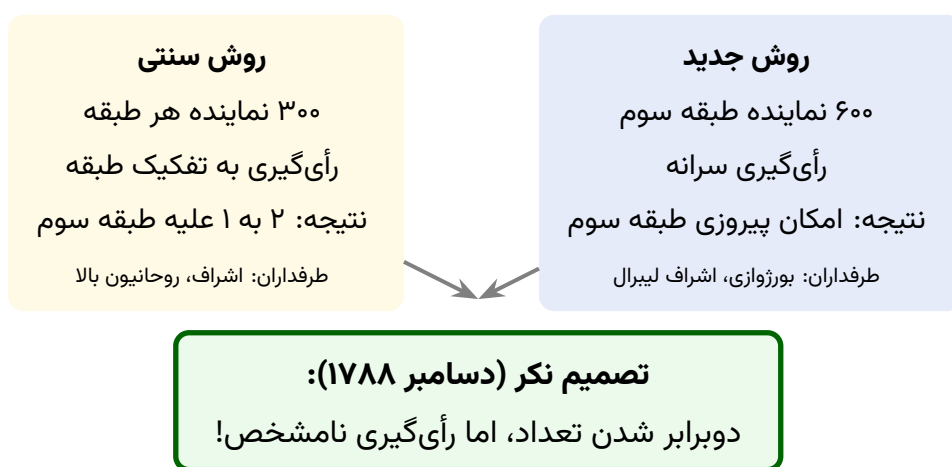 روش جدید
۶۰۰ نماینده طبقه سوم
رأی‌گیری سرانه
نتیجه: امکان پیروزی طبقه سوم
طرفداران: بورژوازی، اشراف لیبرال
روش سنتی
۳۰۰ نماینده هر طبقه
رأی‌گیری به تفکیک طبقه
نتیجه: ۲ به ۱ علیه طبقه سوم
طرفداران: اشراف، روحانیون بالا
تصمیم نکر (دسامبر ۱۷۸۸):
دوبرابر شدن تعداد، اما رأی‌گیری نامشخص!